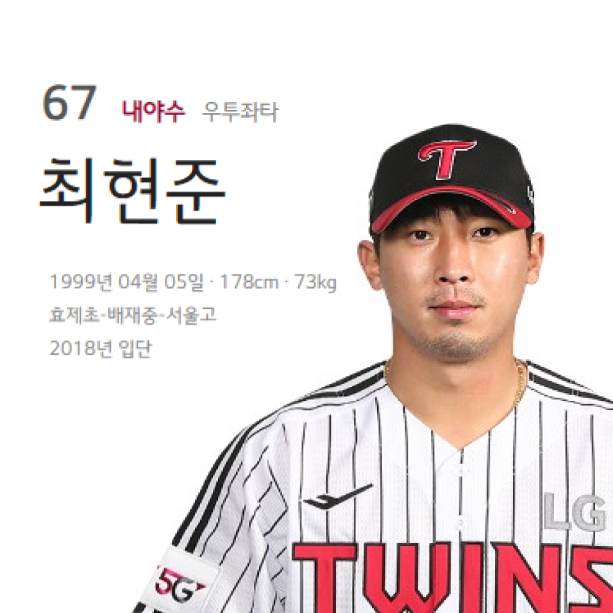 67 내야수 우투좌타
최현준
1999년 04월 05일 · 178cm · 73kg
효제초-배재중-서울고
2018년 입단
T
LG
TWINS
5G